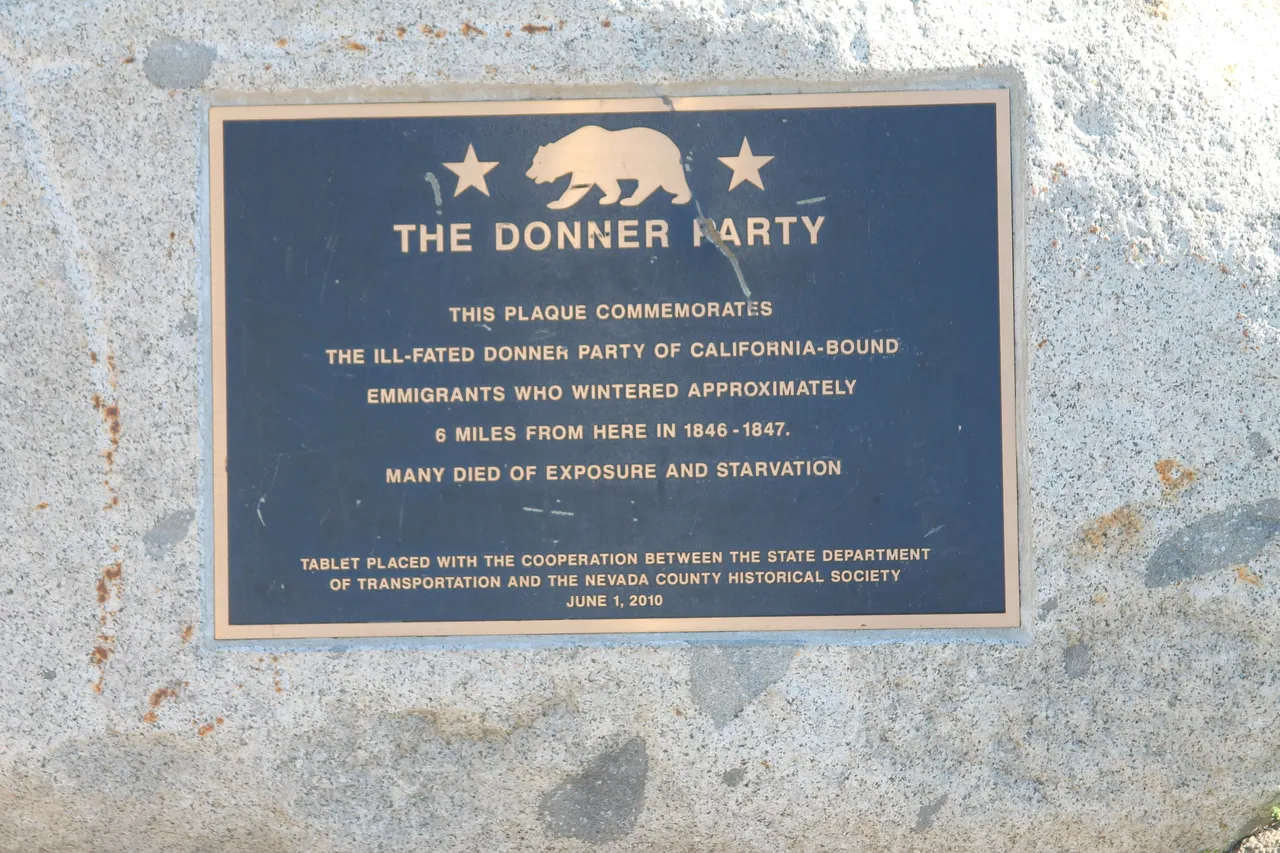 THE DONNER PARTY
THIS PLAQUE COMMEMORATES
THE ILL-FATED DONNER PARTY OF CALIFORNIA-BOUND
EMMIGRANTS WHO WINTERED APPROXIMATELY
6 MILES FROM HERE IN 1846-1847.
MANY DIED OF EXPOSURE AND STARVATION
TABLET PLACED WITH THE COOPERATION BETWEEN THE STATE DEPARTMENT
OF TRANSPORTATION AND THE NEVADA COUNTY HISTORICAL SOCIETY
JUNE 1, 2010